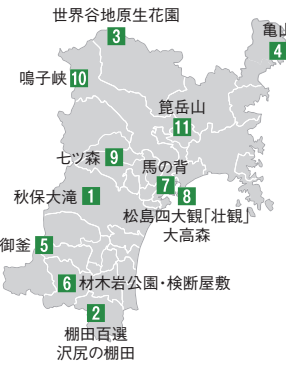 世界谷地原生花園
3
亀山
4
鳴子峡 10
箟岳山
11
七ツ森 9
馬の背
7
秋保大滝 1
8
松島四大観「壮観」
大高森
御釜 5
6 材木岩公園・検断屋敷
2
棚田百選
沢尻の棚田